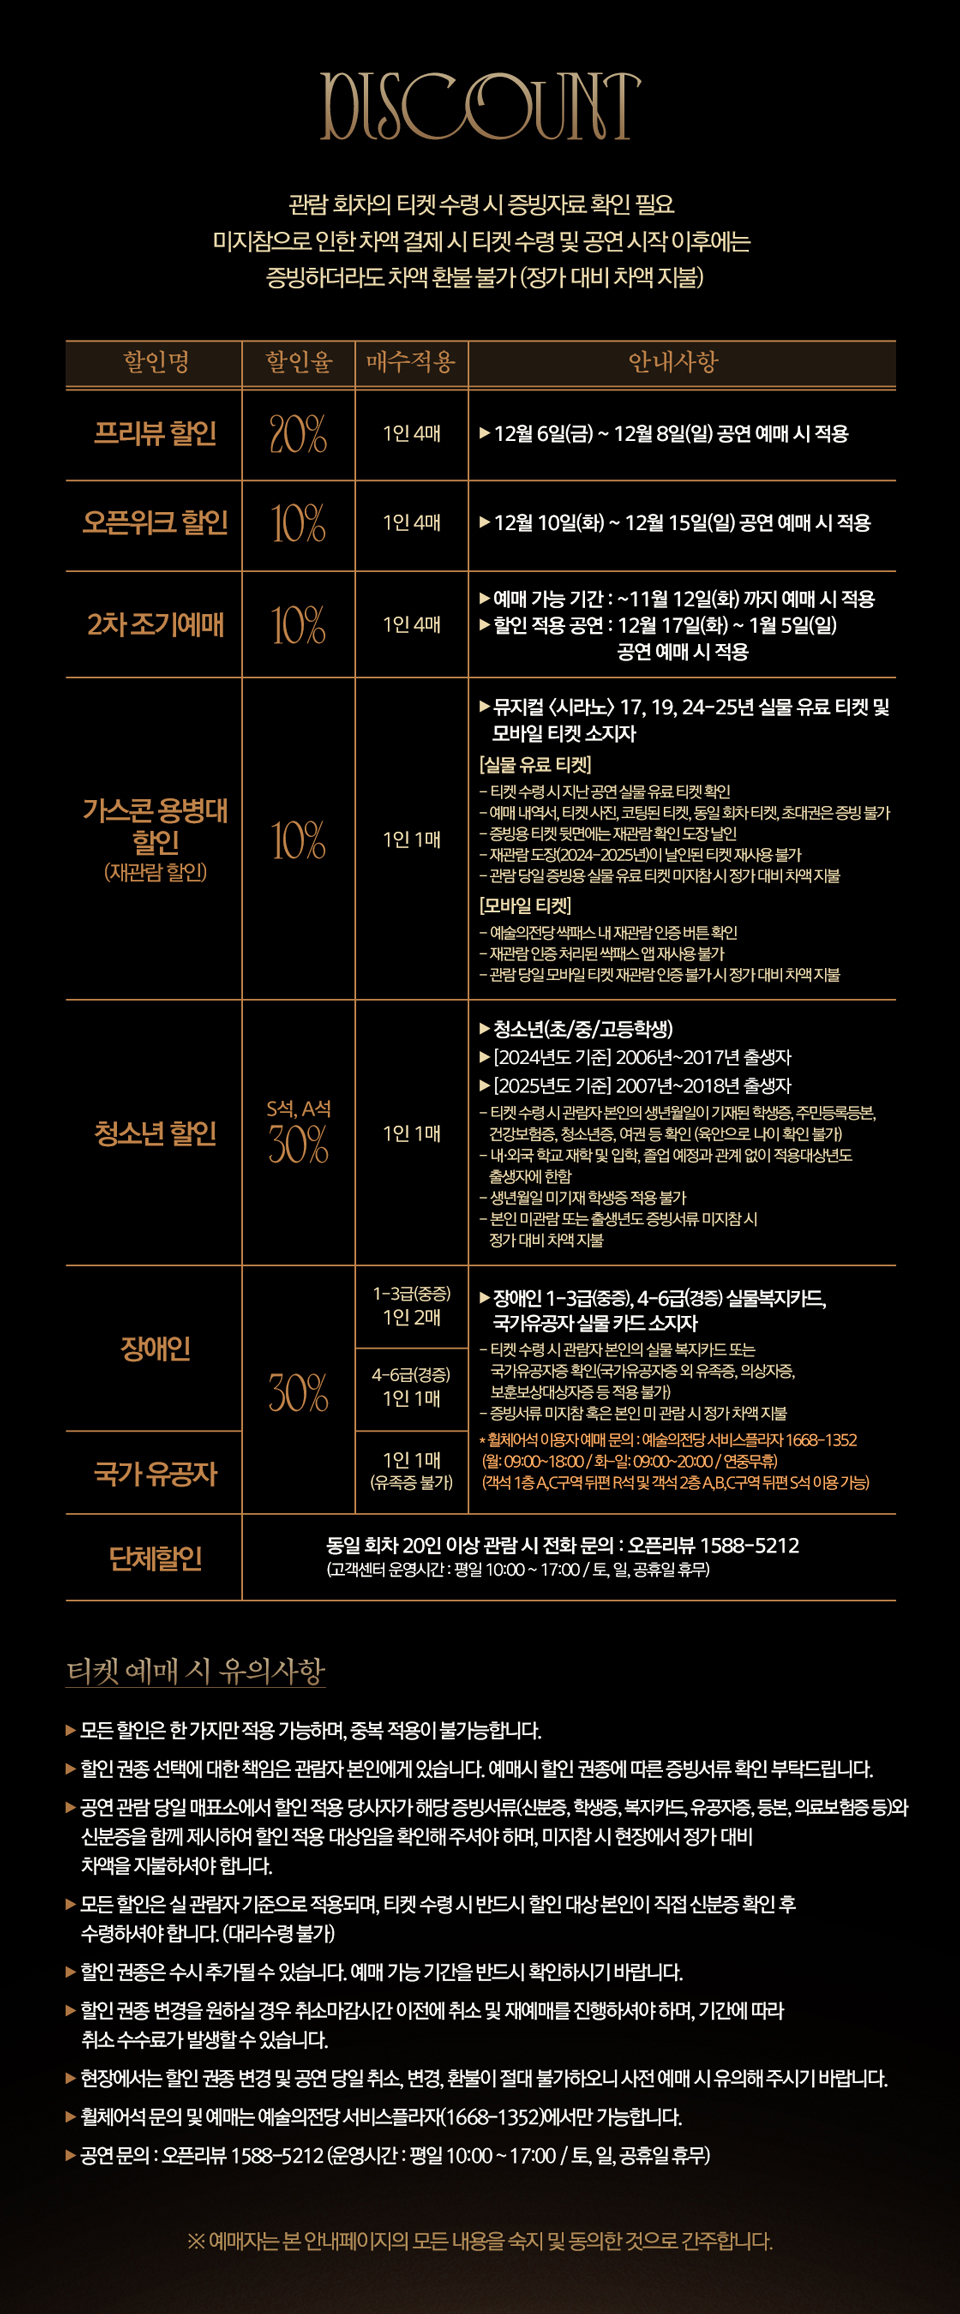 DISCOUNT
관람 회차의 티켓 수령 시 증빙자료 확인 필요
미지참으로 인한 차액 결제 시 티켓 수령 및 공연 시작 이후에는
증빙하더라도 차액 환불 불가 (정가 대비 차액 지불)
할인명 할인율 매수적용 안내사항
프리뷰 할인 20% 1인 4매 ▶12월 6일(금) ~ 12월 8일(일) 공연 예매 시 적용
오픈위크 할인 10% 1인 4매 ▶12월 10일(화) ~ 12월 15일(일) 공연 예매 시 적용
2차 조기예매 10% 1인 4매
▶예매 가능 기간 : ~11월 12일(화) 까지 예매 시 적용
▶할인 적용 공연 : 12월 17일(화) ~ 1월 5일(일)
공연 예매 시 적용
가스콘 용병대
할인
(재관람 할인)
10%
1인 1매
▶뮤지컬 〈시라노〉 17, 19, 24-25년 실물 유료 티켓 및
모바일 티켓 소지자
[실물 유료 티켓]
- 티켓 수령 시 지난 공연 실물 유료 티켓 확인
- 예매 내역서, 티켓 사진, 코팅된 티켓, 동일 회차 티켓, 초대권은 증빙 불가
- 증빙용 티켓 뒷면에는 재관람 확인 도장 날인
- 재관람 도장(2024-2025년)이 날인된 티켓 재사용 불가
- 관람 당일 증빙용 실물 유료 티켓 미지참 시 정가 대비 차액 지불
[모바일 티켓]
- 예술의전당 싹패스 내 재관람 인증 버튼 확인
- 재관람 인증 처리된 싹패스 앱 재사용 불가
- 관람 당일 모바일 티켓 재관람 인증 불가 시 정가 대비 차액 지불
청소년 할인
S석, A석
30%
1인 1매
▶청소년(초/중/고등학생)
▶[2024년도 기준] 2006년~2017년 출생자
▶[2025년도 기준] 2007년~2018년 출생자
- 티켓 수령 시 관람자 본인의 생년월일이 기재된 학생증, 주민등록등본,
건강보험증, 청소년증, 여권 등 확인 (육안으로 나이 확인 불가)
- 내·외국 학교 재학 및 입학, 졸업 예정과 관계 없이 적용대상년도
출생자에 한함
- 생년월일 미기재 학생증 적용 불가
- 본인 미관람 또는 출생년도 증빙서류 미지참 시
정가 대비 차액 지불
장애인
국가 유공자
30%
1-3급(중증)
1인 2매
4-6급(경증)
1인 1매
1인 1매
(유족증 불가)
▶장애인 1-3급(중증), 4-6급(경증) 실물복지카드,
국가유공자 실물 카드 소지자
- 티켓 수령 시 관람자 본인의 실물 복지카드 또는
국가유공자증 확인(국가유공자증 외 유족증, 의상자증,
보훈보상대상자증 등 적용 불가)
- 증빙서류 미지참 혹은 본인 미 관람 시 정가 차액 지불
* 휠체어석 이용자 예매 문의 : 예술의전당 서비스플라자 1668-1352
(월: 09:00~18:00 / 화-일: 09:00~20:00 / 연중무휴)
(객석 1층 A,C구역 뒤편 R석 및 객석 2층 A,B,C구역 뒤편 S석 이용 가능)
단체할인
동일 회차 20인 이상 관람 시 전화 문의 : 오픈리뷰 1588-5212
(고객센터 운영시간 : 평일 10:00 ~ 17:00 / 토, 일, 공휴일 휴무)
티켓 예매 시 유의사항
▶ 모든 할인은 한 가지만 적용 가능하며, 중복 적용이 불가능합니다.
▶ 할인 권종 선택에 대한 책임은 관람자 본인에게 있습니다. 예매시 할인 권종에 따른 증빙서류 확인 부탁드립니다.
▶ 공연 관람 당일 매표소에서 할인 적용 당사자가 해당 증빙서류(신분증, 학생증, 복지카드, 유공자증, 등본, 의료보험증 등)와
신분증을 함께 제시하여 할인 적용 대상임을 확인해 주셔야 하며, 미지참 시 현장에서 정가 대비
차액을 지불하셔야 합니다.
▶ 모든 할인은 실 관람자 기준으로 적용되며, 티켓 수령 시 반드시 할인 대상 본인이 직접 신분증 확인 후
수령하셔야 합니다. (대리수령 불가)
▶ 할인 권종은 수시 추가될 수 있습니다. 예매 가능 기간을 반드시 확인하시기 바랍니다.
▶ 할인 권종 변경을 원하실 경우 취소마감시간 이전에 취소 및 재예매를 진행하셔야 하며, 기간에 따라
취소 수수료가 발생할 수 있습니다.
▶ 현장에서는 할인 권종 변경 및 공연 당일 취소, 변경, 환불이 절대 불가하오니 사전 예매 시 유의해 주시기 바랍니다.
▶ 휠체어석 문의 및 예매는 예술의전당 서비스플라자(1668-1352)에서만 가능합니다.
▶ 공연 문의 : 오픈리뷰 1588-5212 (운영시간 : 평일 10:00 ~ 17:00 / 토, 일, 공휴일 휴무)
※ 예매자는 본 안내페이지의 모든 내용을 숙지 및 동의한 것으로 간주합니다.